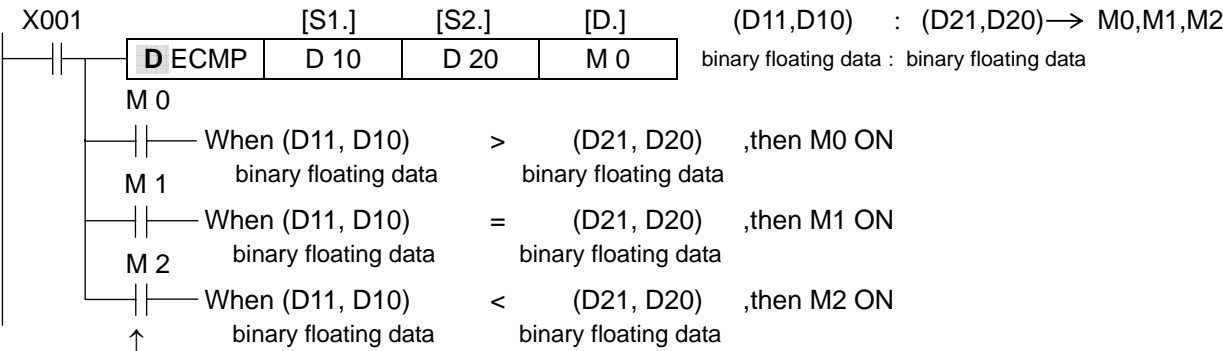 X001 [S1.] [S2.] [D.] (D11,D10) : (D21,D20)→ M0,M1,M2
D ECMP D 10 D 20 M 0 binary floating data : binary floating data
M 0
When (D11, D10) > (D21, D20) ,then M0 ON
binary floating data binary floating data
M 1
When (D11, D10) = (D21, D20) ,then M1 ON
binary floating data binary floating data
M 2
When (D11, D10) < (D21, D20) ,then M2 ON
↑ binary floating data binary floating data